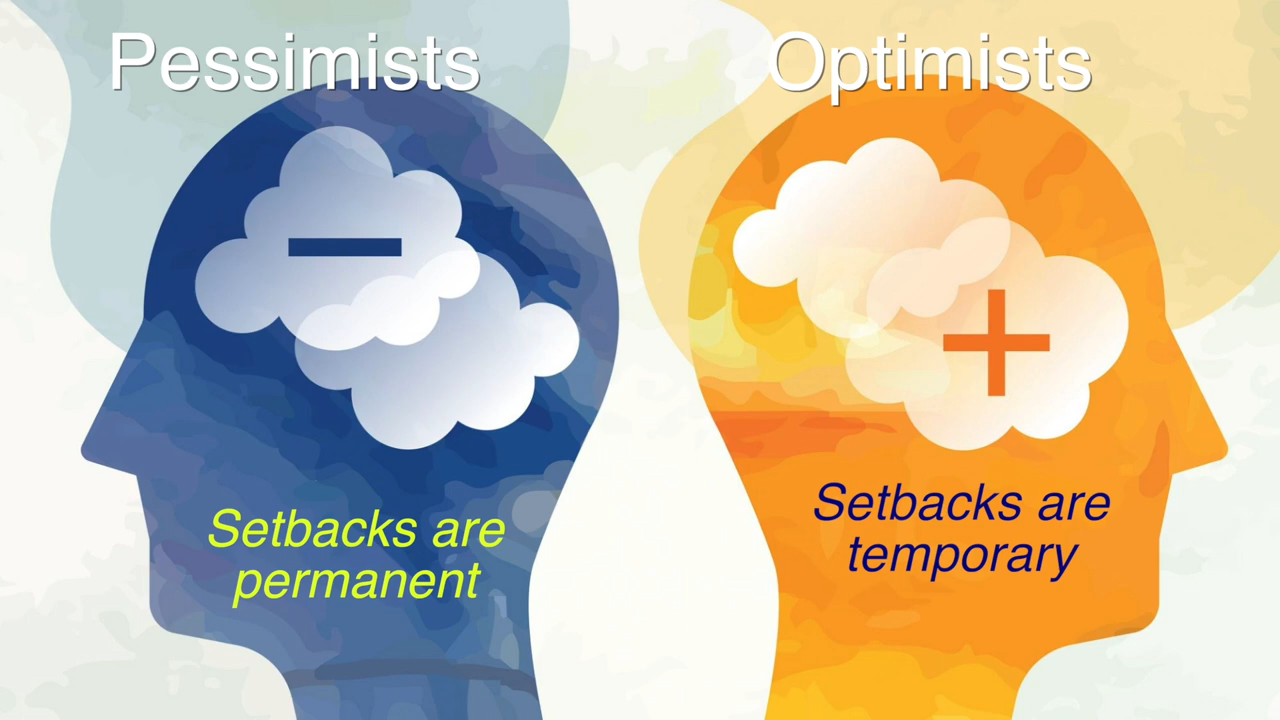 Pessimists
Setbacks are
permanent
Optimists
Setbacks are
temporary